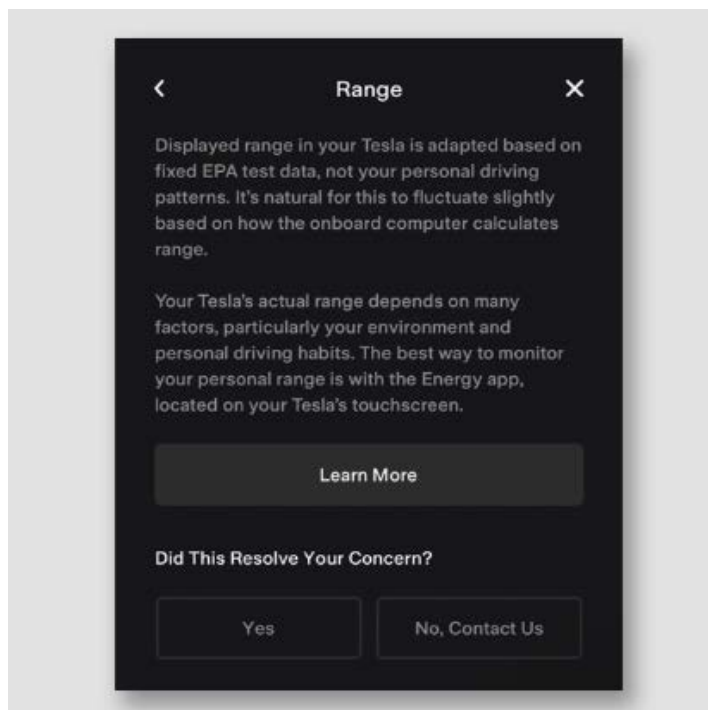 Range
Displayed range in your Tesla is adapted based on
fixed EPA test data, not your personal driving
patterns. It's natural for this to fluctuate slightly
based on how the onboard computer calculates
range.
Your Tesla's actual range depends on many
factors, particularly your environment and
personal driving habits. The best way to monitor
your personal range is with the Energy app,
located on your Tesla's touchscreen.
Learn More
Did This Resolve Your Concern?
Yes
No, Contact Us